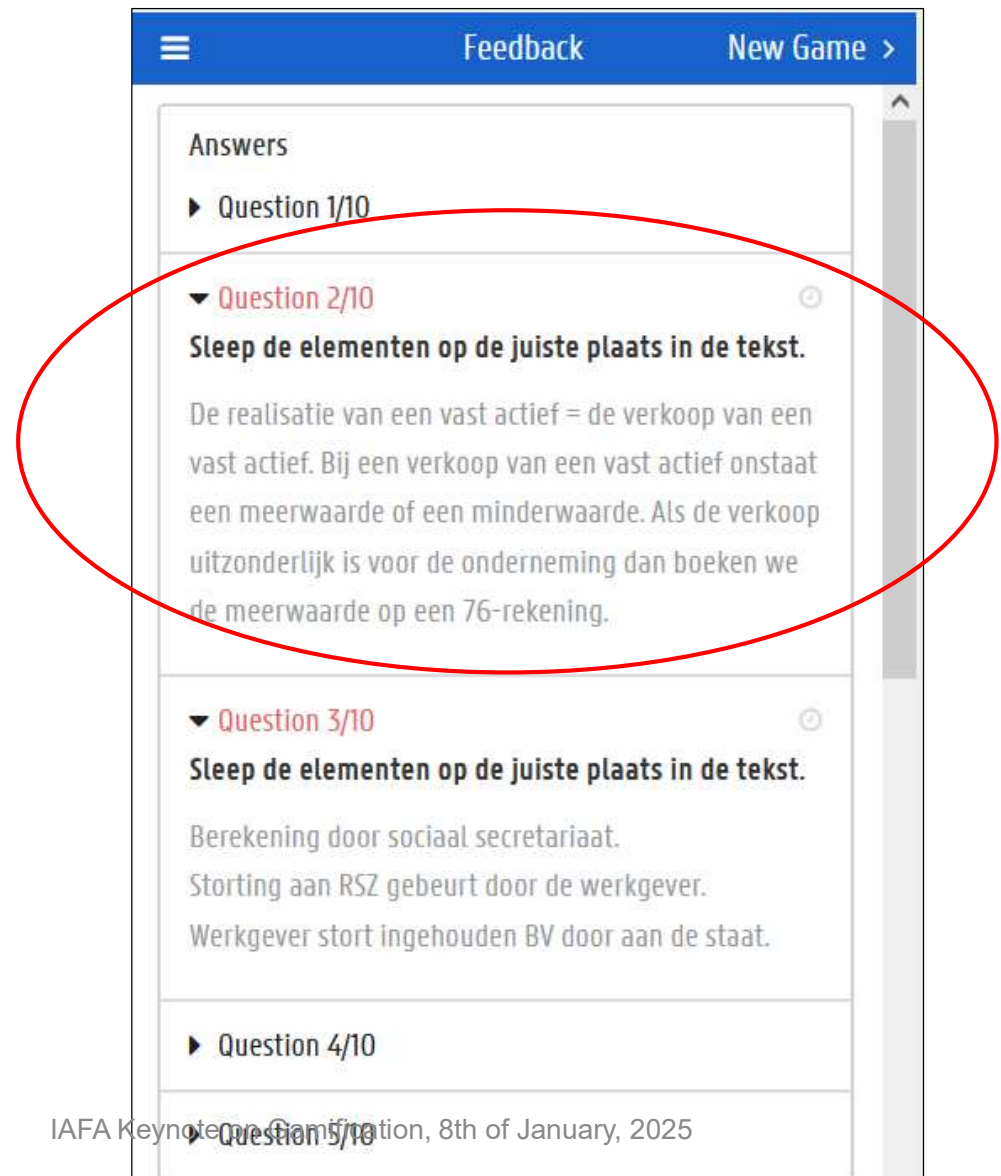 Feedback New Game >
Answers
Question 1/10
Question 2/10
Sleep de elementen op de juiste plaats in de tekst.
De realisatie van een vast actief = de verkoop van een
vast actief. Bij een verkoop van een vast actief onstaat
een meerwaarde of een minderwaarde. Als de verkoop
uitzonderlijk is voor de onderneming dan boeken we
de meerwaarde op een 76-rekening.
Question 3/10
Sleep de elementen op de juiste plaats in de tekst.
Berekening door sociaal secretariaat.
Storting aan RSZ gebeurt door de werkgever.
Werkgever stort ingehouden BV door aan de staat.
Question 4/10
Question 5/10
IAFA Keynote on Gamification, 8th of January, 2025